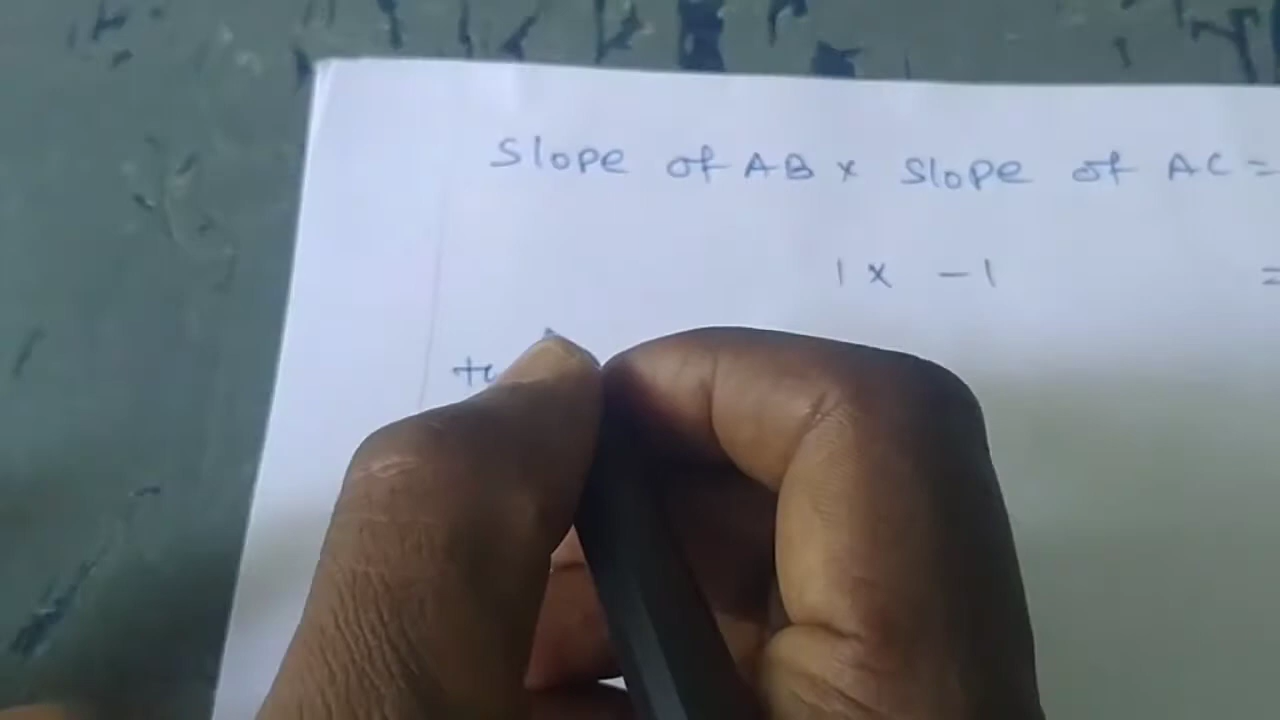 Slope of AB × Slope of AC =
1 × -1 =